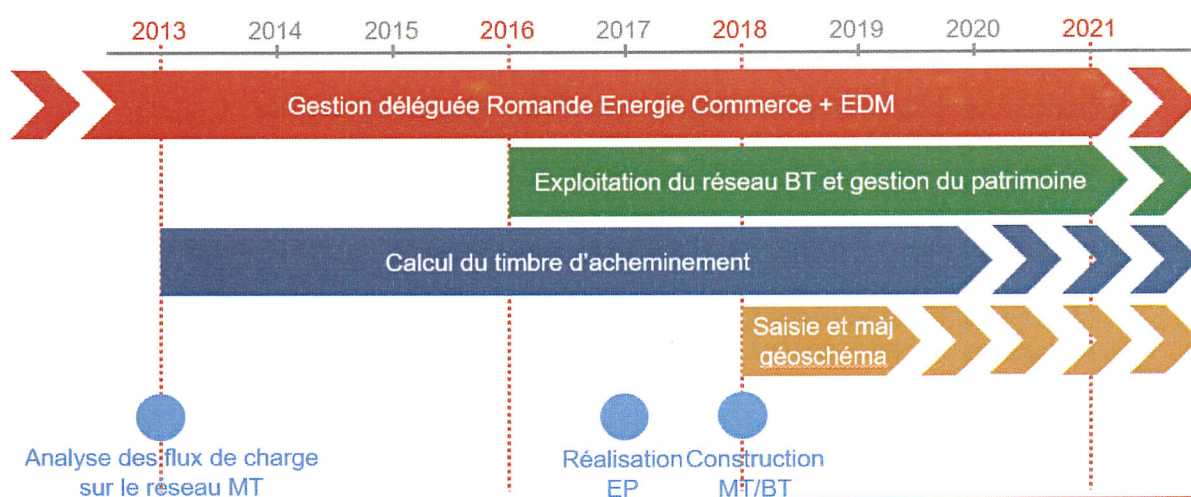 2013 2014 2015 2016 2017 2018 2019 2020 2021
Gestion déléguée Romande Energie Commerce + EDM
Exploitation du réseau BT et gestion du patrimoine
Calcul du timbre d'acheminement
Saisie et màj
géoschéma
Analyse des flux de charge
sur le réseau MT
Réalisation
EP
Construction
MT/BT